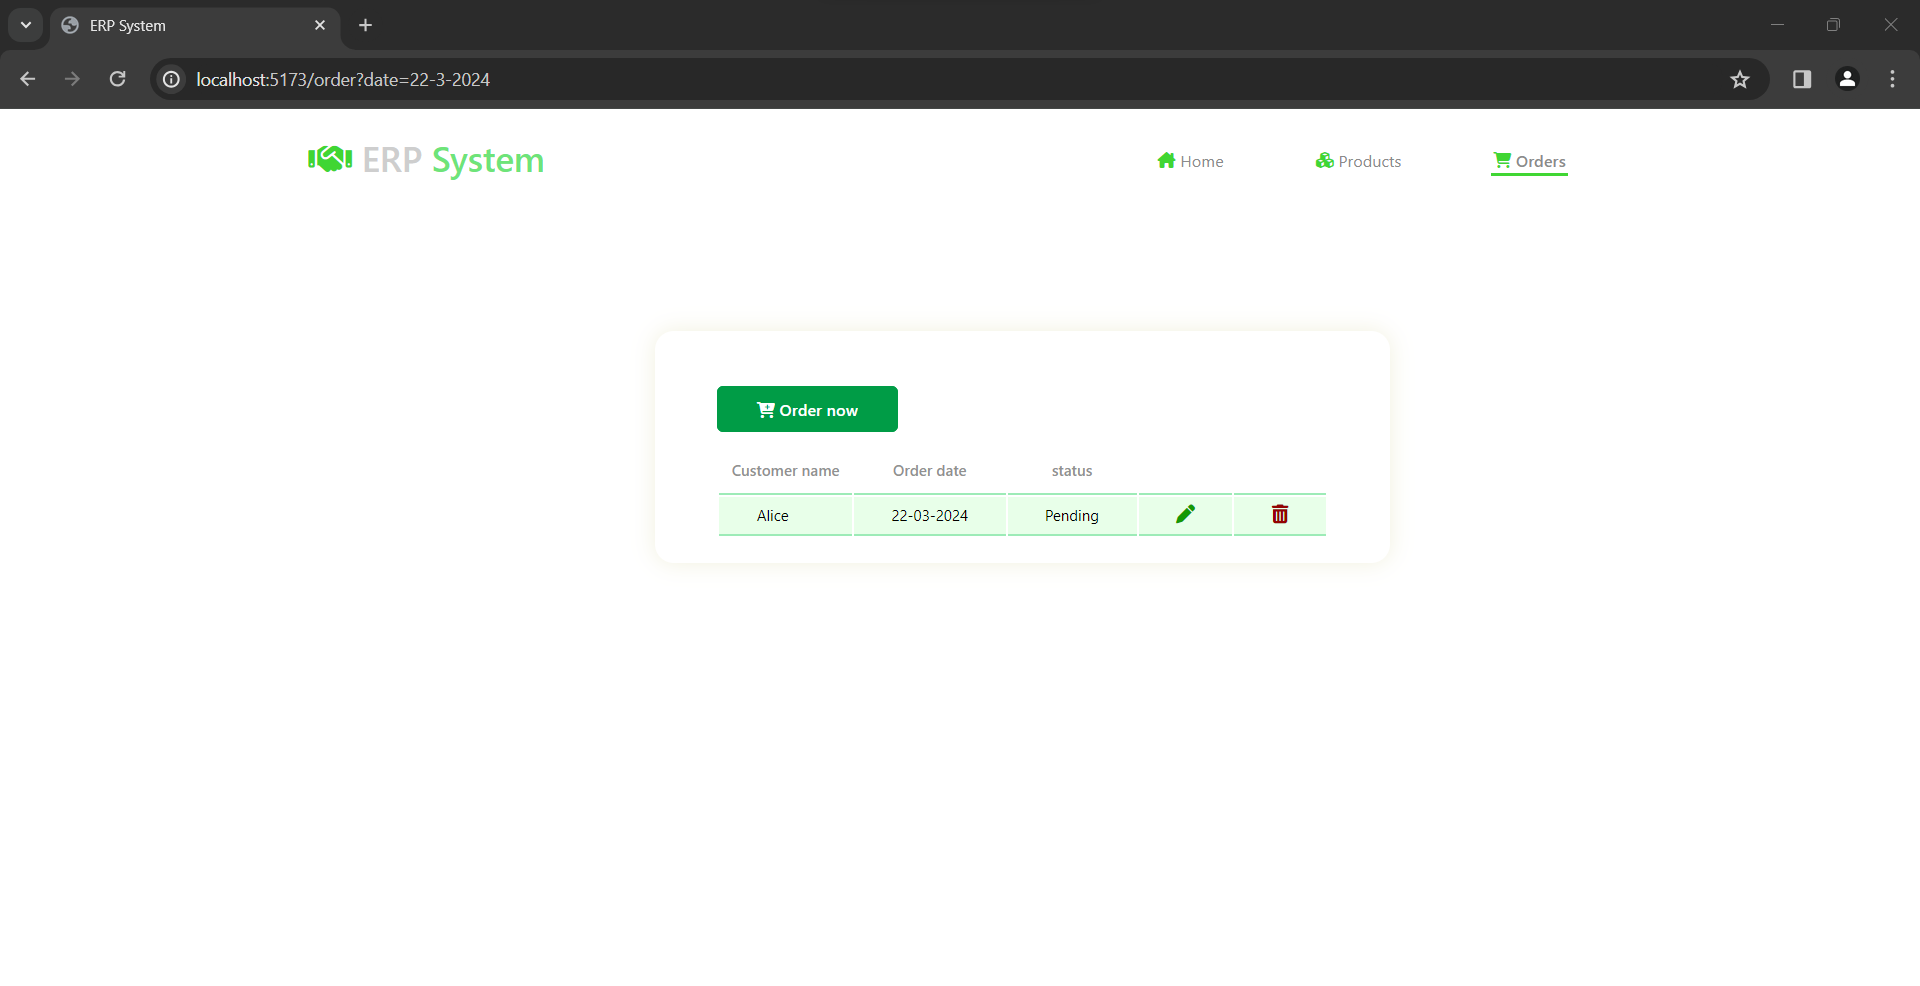 ERP System
localhost:5173/order?date=22-3-2024
ERP System
Home
Products
Orders
Order now
Customer name Order date status
Alice 22-03-2024 Pending